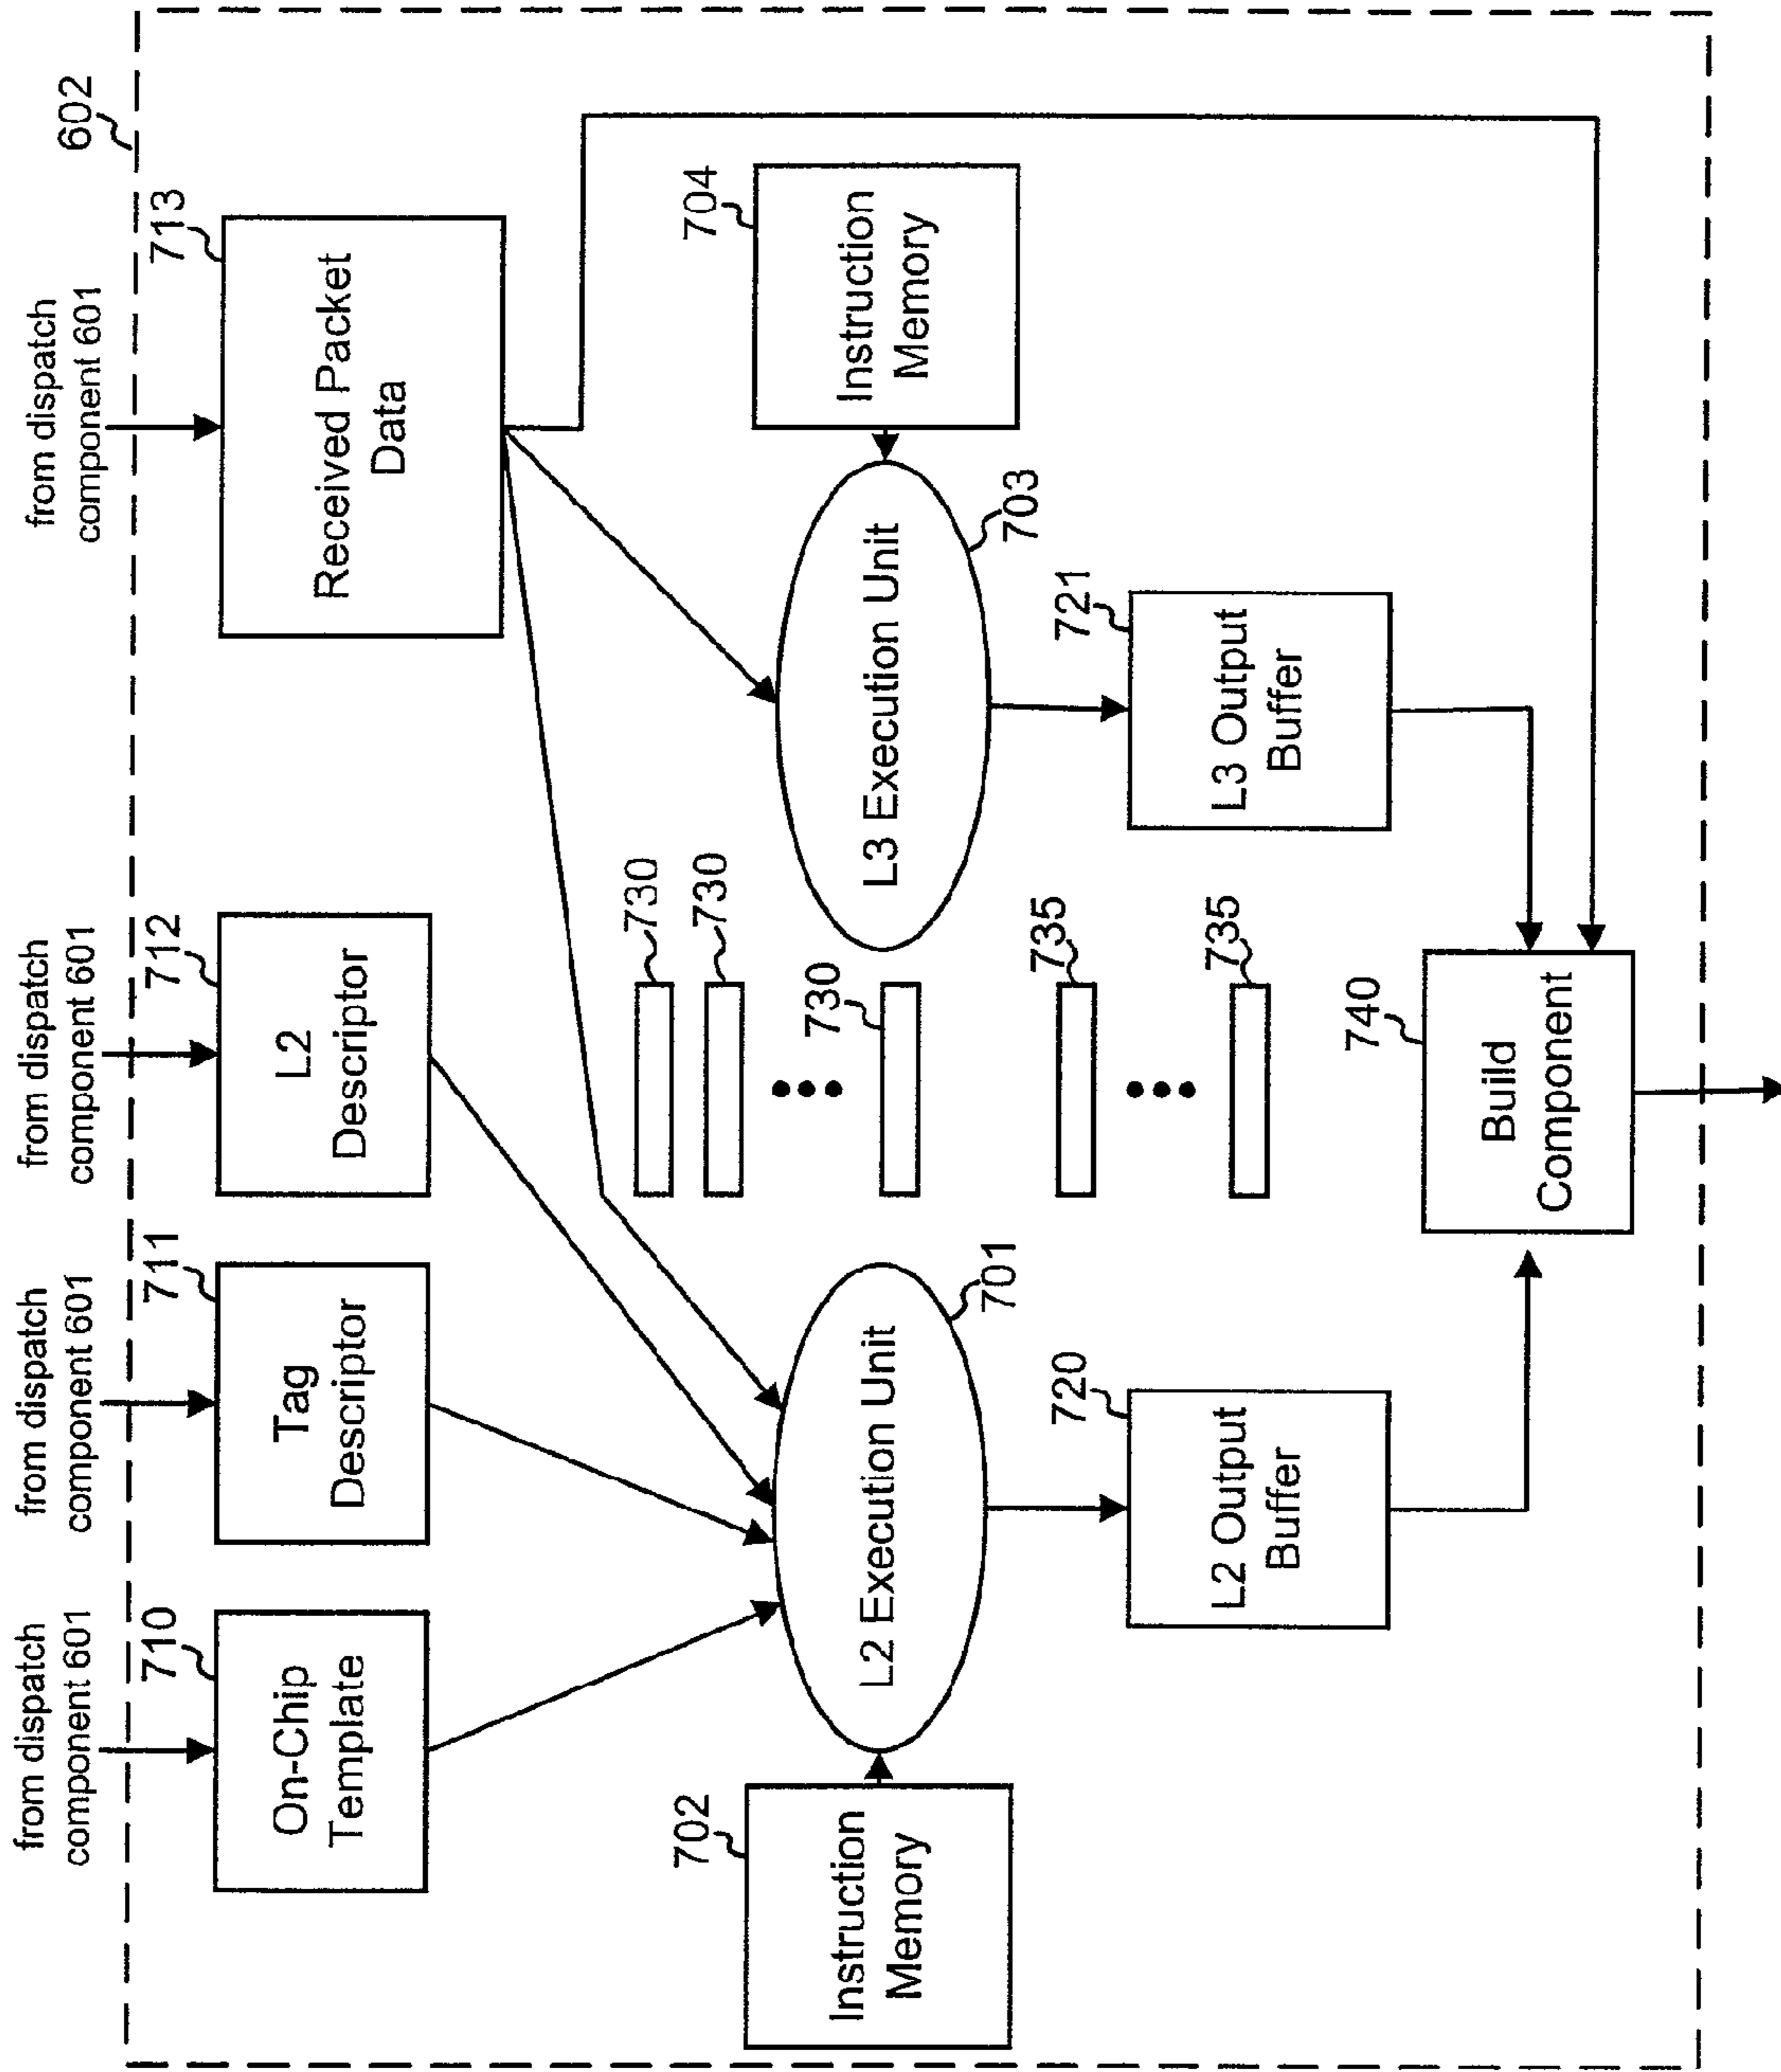 602
from dispatch
component 601
from dispatch
component 601
from dispatch
component 601
from dispatch
component 601
710
On-Chip
Template
711
Tag
Descriptor
712
L2
Descriptor
713
Received Packet
Data
730
730
730
702
Instruction
Memory
L2 Execution Unit
701
L3 Execution Unit
703
704
Instruction
Memory
735
735
720
L2 Output
Buffer
721
L3 Output
Buffer
740
Build
Component